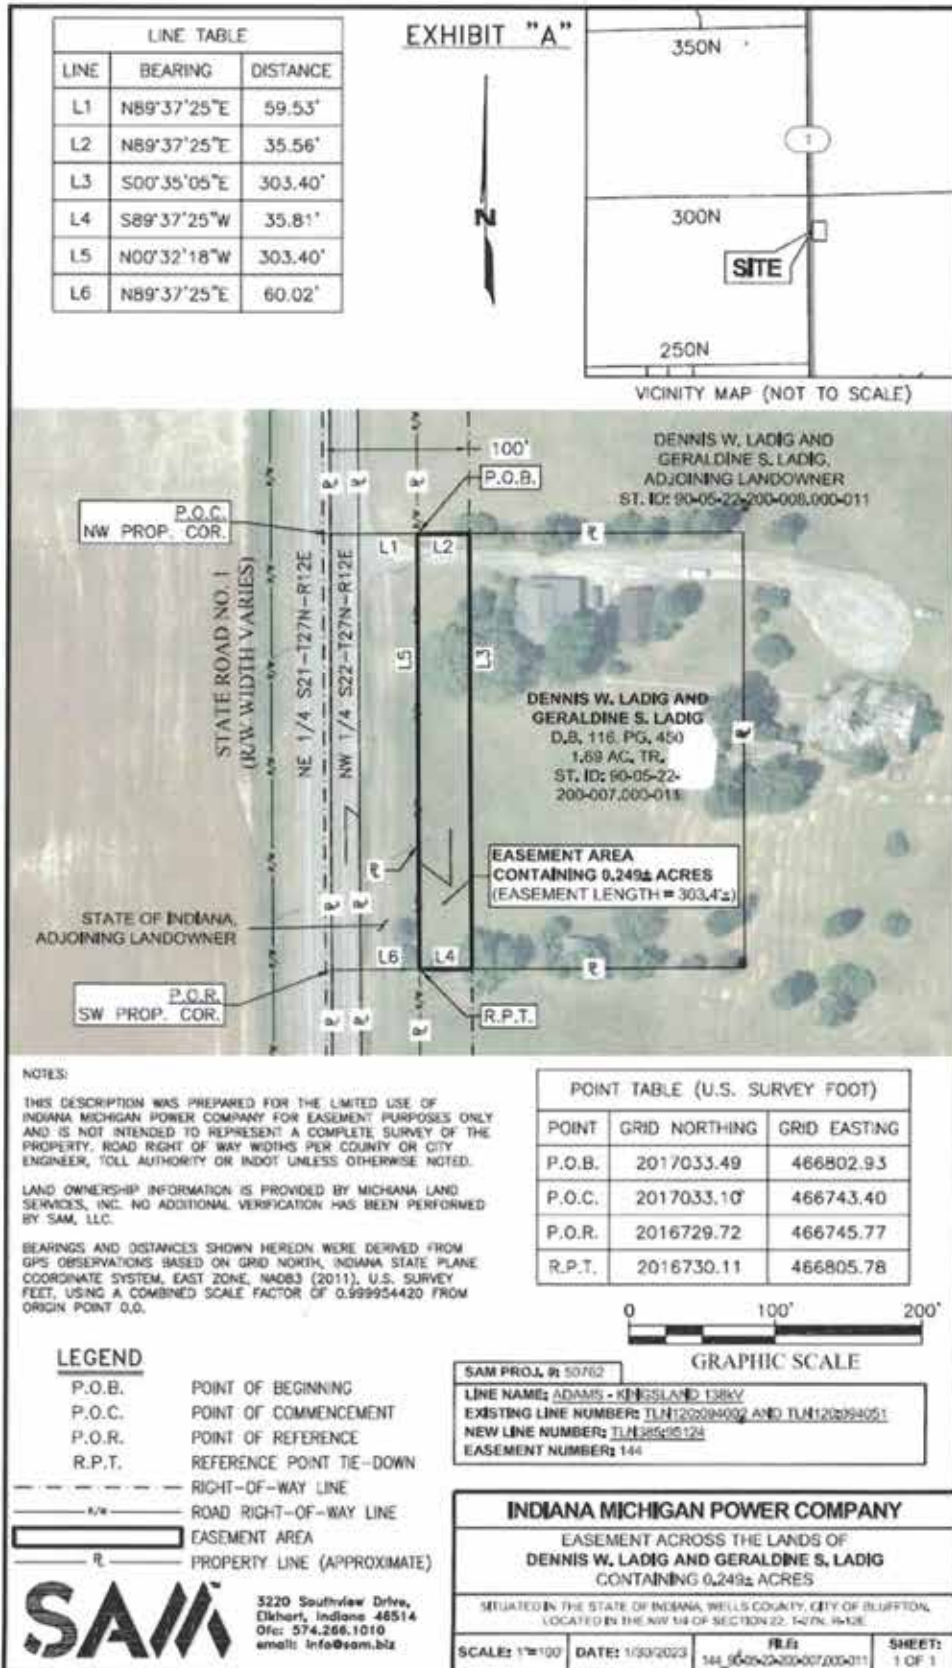 LINE TABLE
LINE BEARING DISTANCE
L1 N89°37'25"E 59.53'
L2 N89°37'25"E 35.56'
L3 S00°35'05"E 303.40'
L4 S89°37'25"W 35.81'
L5 N00°32'18"W 303.40'
L6 N89°37'25"E 60.02'
EXHIBIT "A"
N
350N
1
300N
SITE
250N
VICINITY MAP (NOT TO SCALE)
100'
P.O.B.
DENNIS W. LADIG AND
GERALDINE S. LADIG,
ADJOINING LANDOWNER
ST. ID: 90-05-22-200-008.000-011
P.O.C.
NW PROP. COR.
L1
L2
STATE ROAD NO. 1
(R/W WIDTH VARIES)
NE 1/4 S21-T27N-R12E
NW 1/4 S22-T27N-R12E
L5
L3
DENNIS W. LADIG AND
GERALDINE S. LADIG
D.B. 116, PG. 450
1.69 AC. TR.
ST. ID: 90-05-22-
200-007.000-011
EASEMENT AREA
CONTAINING 0.249± ACRES
(EASEMENT LENGTH = 303.4'±)
STATE OF INDIANA,
ADJOINING LANDOWNER
L6
L4
P.O.R.
SW PROP. COR.
R.P.T.
NOTES:
THIS DESCRIPTION WAS PREPARED FOR THE LIMITED USE OF
INDIANA MICHIGAN POWER COMPANY FOR EASEMENT PURPOSES ONLY
AND IS NOT INTENDED TO REPRESENT A COMPLETE SURVEY OF THE
PROPERTY. ROAD RIGHT OF WAY WIDTHS PER COUNTY OR CITY
ENGINEER, TOLL AUTHORITY OR INDOT UNLESS OTHERWISE NOTED.
LAND OWNERSHIP INFORMATION IS PROVIDED BY MICHIANA LAND
SERVICES, INC. NO ADDITIONAL VERIFICATION HAS BEEN PERFORMED
BY SAM, LLC.
BEARINGS AND DISTANCES SHOWN HEREON WERE DERIVED FROM
GPS OBSERVATIONS BASED ON GRID NORTH, INDIANA STATE PLANE
COORDINATE SYSTEM, EAST ZONE, NAD83 (2011), U.S. SURVEY
FEET, USING A COMBINED SCALE FACTOR OF 0.999954420 FROM
ORIGIN POINT 0,0.
POINT TABLE (U.S. SURVEY FOOT)
POINT GRID NORTHING GRID EASTING
P.O.B. 2017033.49 466802.93
P.O.C. 2017033.10 466743.40
P.O.R. 2016729.72 466745.77
R.P.T. 2016730.11 466805.78
0 100' 200'
GRAPHIC SCALE
LEGEND
P.O.B. POINT OF BEGINNING
P.O.C. POINT OF COMMENCEMENT
P.O.R. POINT OF REFERENCE
R.P.T. REFERENCE POINT TIE-DOWN
RIGHT-OF-WAY LINE
R/W ROAD RIGHT-OF-WAY LINE
EASEMENT AREA
PROPERTY LINE (APPROXIMATE)
SAM PROJ. #: 50762
LINE NAME: ADAMS - KINGSLAND 138kV
EXISTING LINE NUMBER: TLN120:094002 AND TLN120:094051
NEW LINE NUMBER: TLN385:95124
EASEMENT NUMBER: 144
SAM
3220 Southview Drive,
Elkhart, Indiana 46514
Ofc: 574.266.1010
email: info@sam.biz
INDIANA MICHIGAN POWER COMPANY
EASEMENT ACROSS THE LANDS OF
DENNIS W. LADIG AND GERALDINE S. LADIG
CONTAINING 0.249± ACRES
SITUATED IN THE STATE OF INDIANA, WELLS COUNTY, CITY OF BLUFFTON,
LOCATED IN THE NW 1/4 OF SECTION 22, T-27N, R-12E
SCALE: 1"=100' DATE: 1/30/2023 FILE: 144_90-05-22-200-007.000-011 SHEET: 1 OF 1